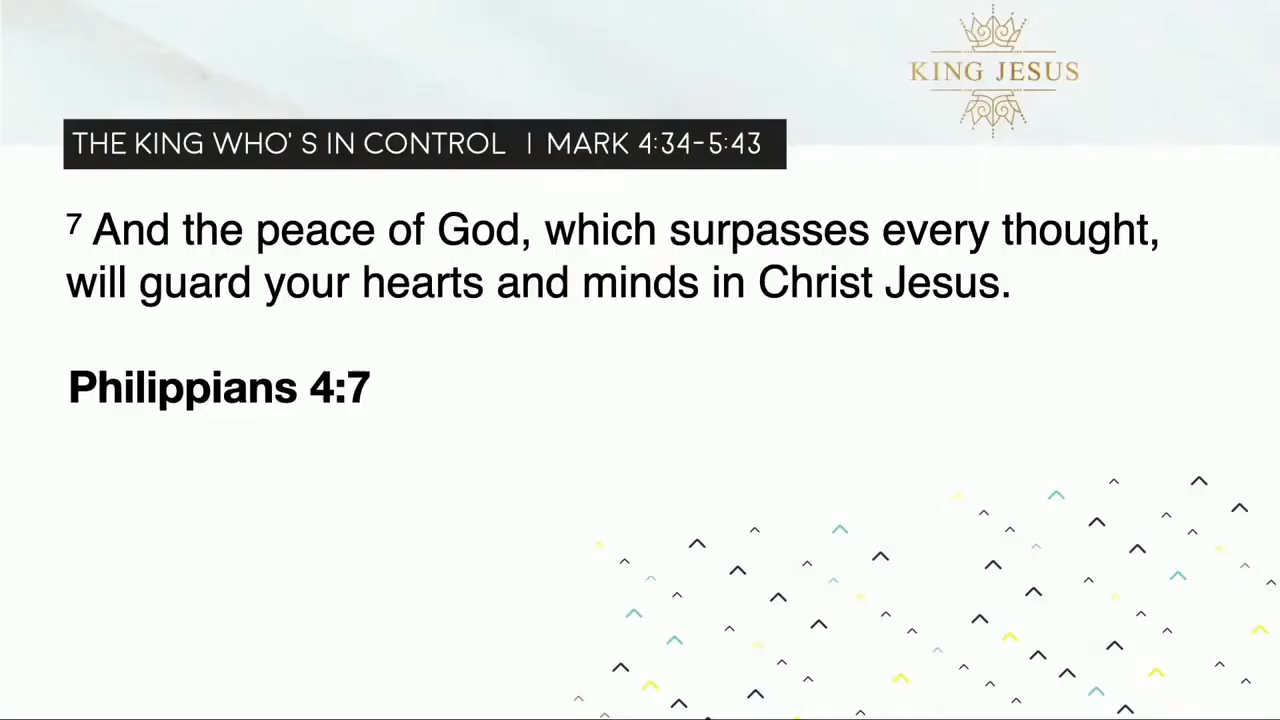 KING JESUS
THE KING WHO' S IN CONTROL | MARK 4:34-5:43
⁷ And the peace of God, which surpasses every thought,
will guard your hearts and minds in Christ Jesus.
Philippians 4:7